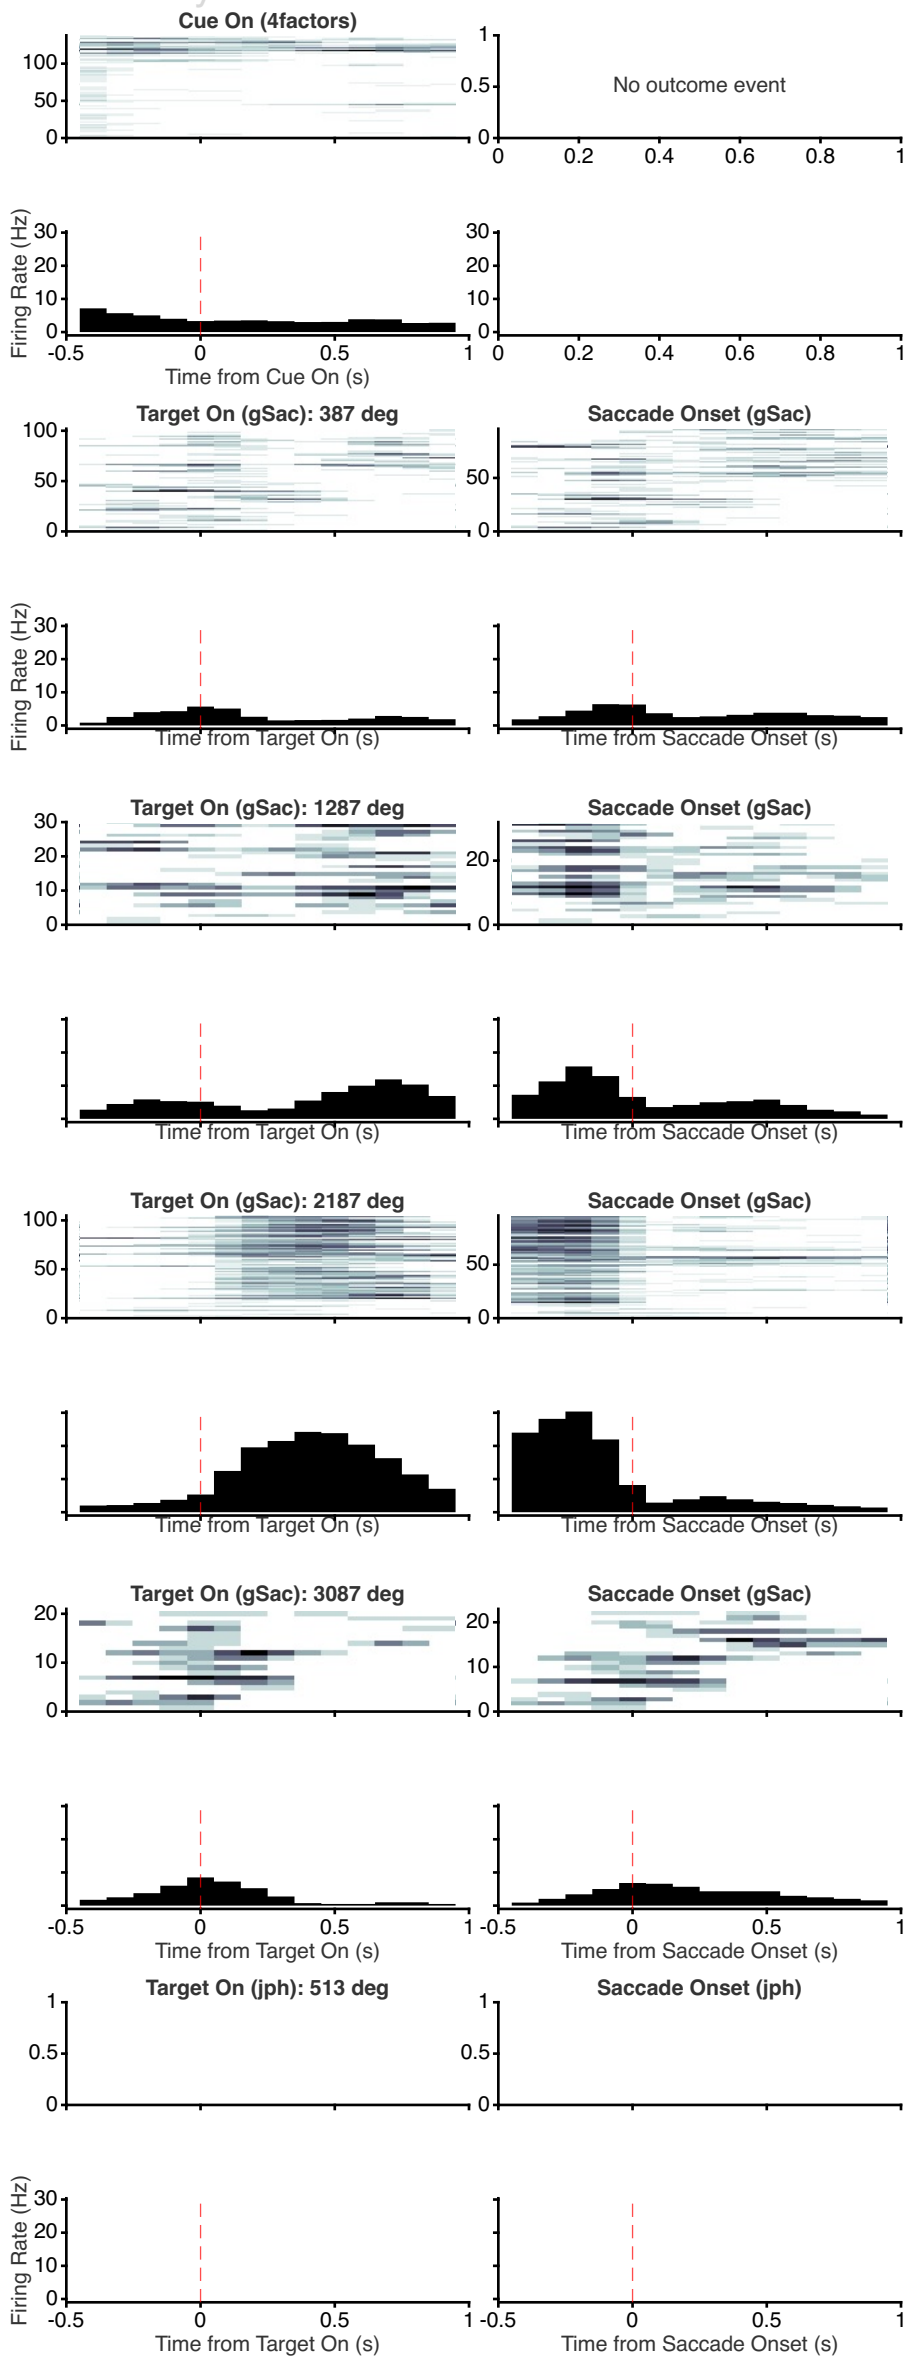 Cue On (4factors)
100
50
0
1
0.5
0
No outcome event
0 0.2 0.4 0.6 0.8 1
Firing Rate (Hz)
30
20
10
0
-0.5 0 0.5 1
Time from Cue On (s)
30
20
10
0
0 0.2 0.4 0.6 0.8 1
Target On (gSac): 387 deg
100
50
0
Saccade Onset (gSac)
50
0
Firing Rate (Hz)
30
20
10
0
Time from Target On (s)
30
20
10
0
Time from Saccade Onset (s)
Target On (gSac): 1287 deg
30
20
10
0
Saccade Onset (gSac)
20
0
Time from Target On (s)
Time from Saccade Onset (s)
Target On (gSac): 2187 deg
100
50
0
Saccade Onset (gSac)
50
0
Time from Target On (s)
Time from Saccade Onset (s)
Target On (gSac): 3087 deg
20
10
0
Saccade Onset (gSac)
20
10
0
-0.5 0 0.5 1
Time from Target On (s)
-0.5 0 0.5 1
Time from Saccade Onset (s)
Target On (jph): 513 deg
1
0.5
0
Saccade Onset (jph)
1
0.5
0
Firing Rate (Hz)
30
20
10
0
-0.5 0 0.5 1
Time from Target On (s)
-0.5 0 0.5 1
Time from Saccade Onset (s)